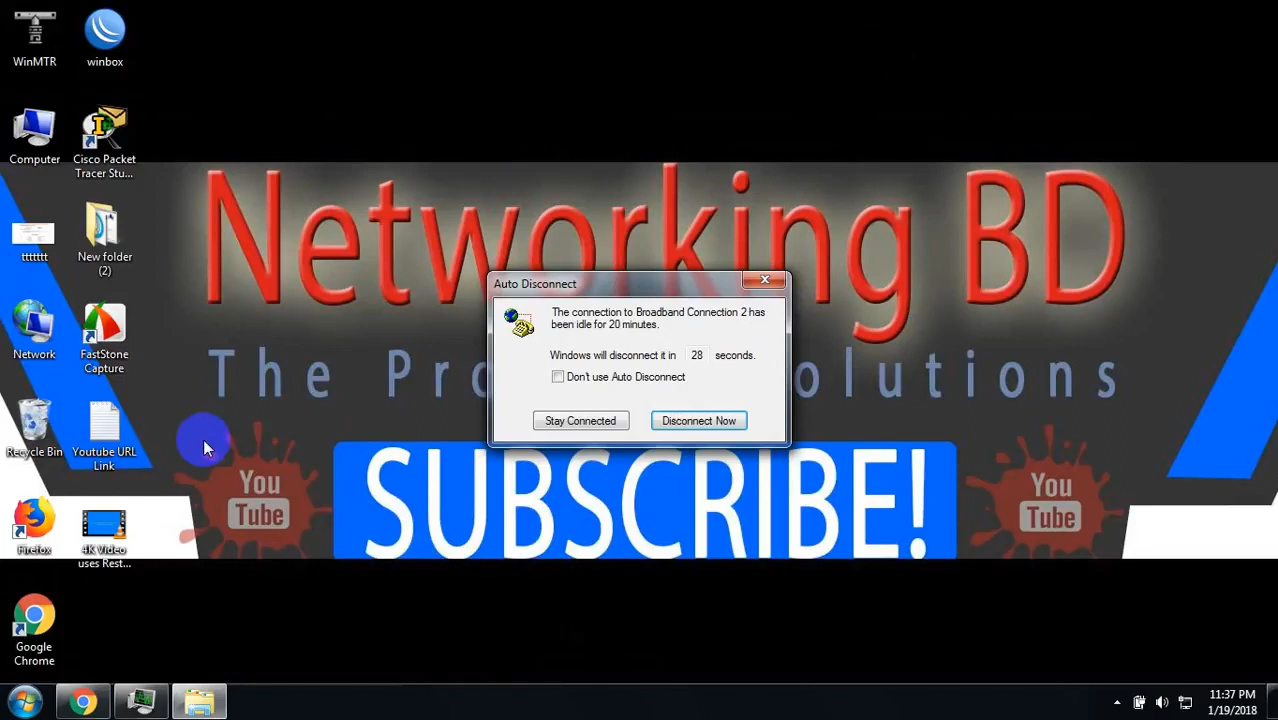 WinMTR
winbox
Computer
Cisco Packet
Tracer Stu...
ttttttt
New folder
(2)
Network
FastStone
Capture
Recycle Bin
Youtube URL
Link
Firefox
4K Video
uses Rest...
Google
Chrome
Networking BD
The Pro
olutions
You
Tube
SUBSCRIBE!
You
Tube
Auto Disconnect
The connection to Broadband Connection 2 has
been idle for 20 minutes.
Windows will disconnect it in 28 seconds.
Don't use Auto Disconnect
Stay Connected
Disconnect Now
11:37 PM
1/19/2018